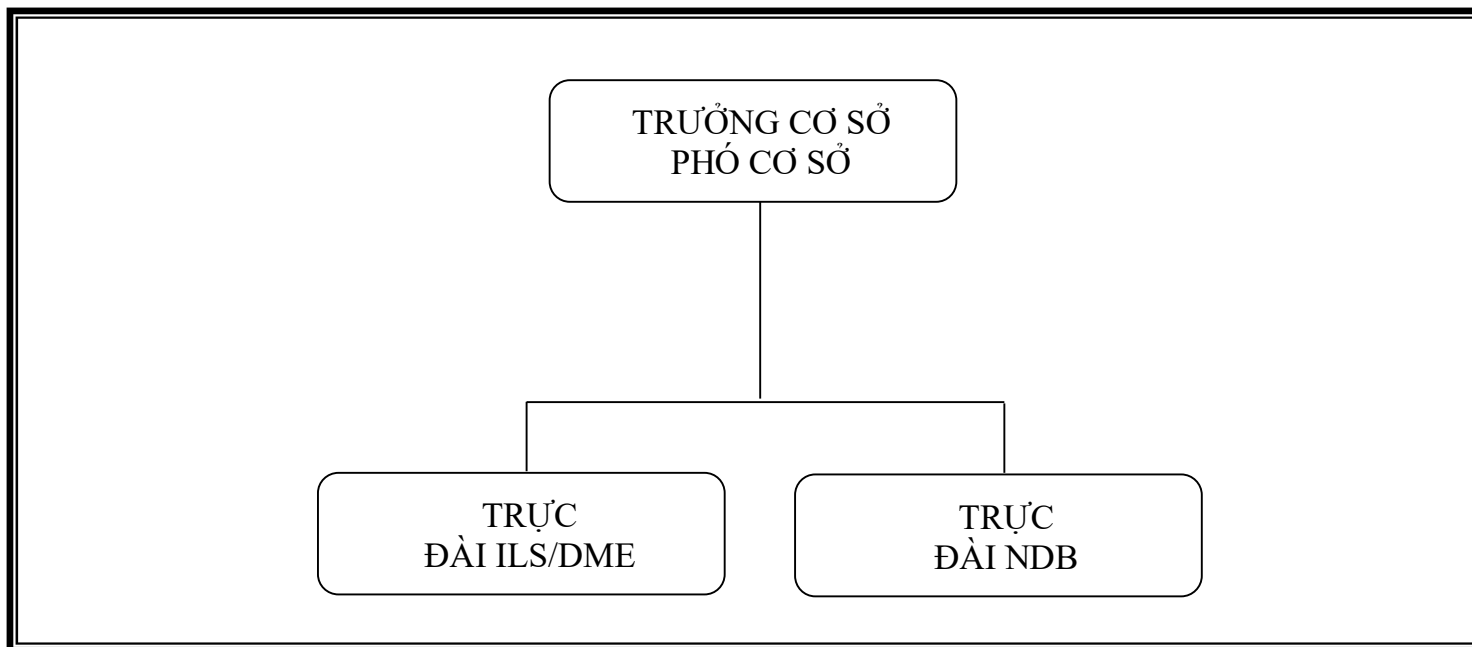 TRƯỞNG CƠ SỞ
PHÓ CƠ SỞ
TRỰC
ĐÀI ILS/DME
TRỰC
ĐÀI NDB